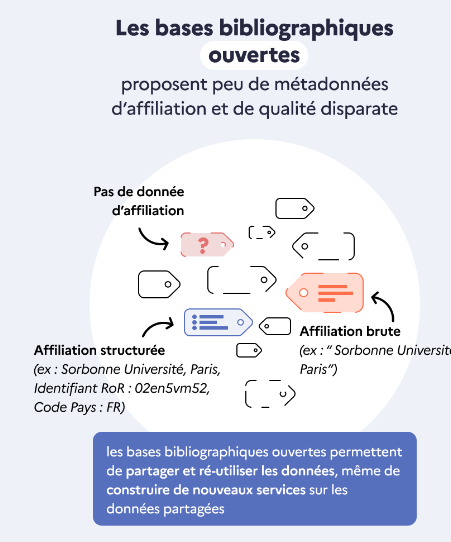 Les bases bibliographiques
ouvertes
proposent peu de métadonnées
d'affiliation et de qualité disparate
Pas de donnée
d'affiliation
?
Affiliation brute
(ex : " Sorbonne Université
Paris")
Affiliation structurée
(ex : Sorbonne Université, Paris,
Identifiant RoR : 02en5vm52,
Code Pays : FR)
les bases bibliographiques ouvertes permettent
de partager et ré-utiliser les données, même de
construire de nouveaux services sur les
données partagées